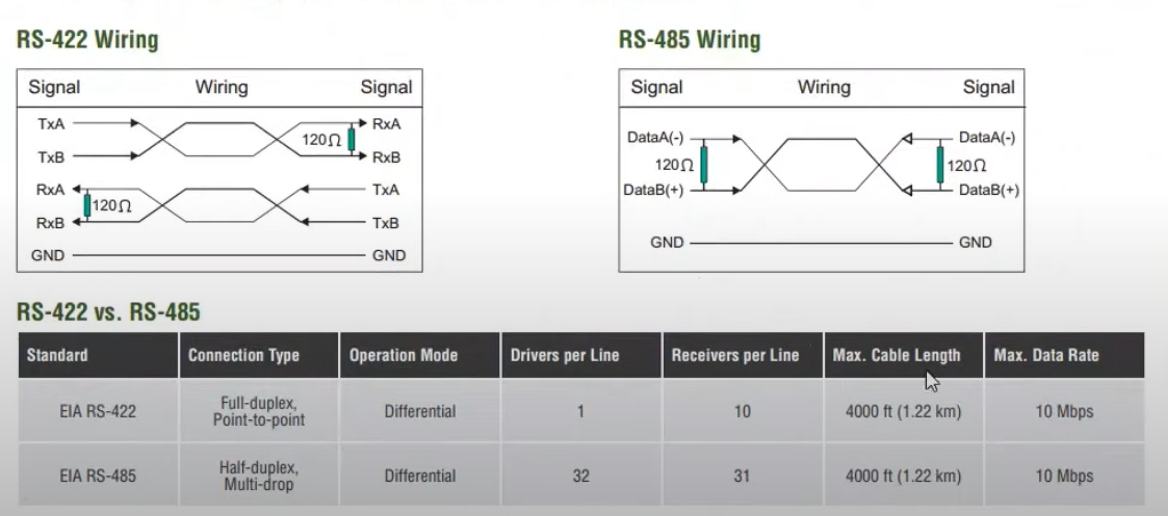 RS-422 Wiring
Signal Wiring Signal
TxA RxA
120Ω
TxB RxB
RxA TxA
120Ω
RxB TxB
GND GND
RS-485 Wiring
Signal Wiring Signal
DataA(-) DataA(-)
120Ω 120Ω
DataB(+) DataB(+)
GND GND
RS-422 vs. RS-485
Standard Connection Type Operation Mode Drivers per Line Receivers per Line Max. Cable Length Max. Data Rate
EIA RS-422 Full-duplex, Point-to-point Differential 1 10 4000 ft (1.22 km) 10 Mbps
EIA RS-485 Half-duplex, Multi-drop Differential 32 31 4000 ft (1.22 km) 10 Mbps